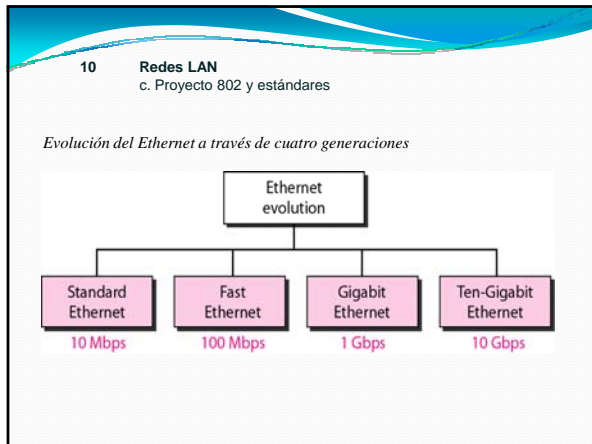 10 Redes LAN
c. Proyecto 802 y estándares
Evolución del Ethernet a través de cuatro generaciones
Ethernet
evolution
Standard
Ethernet
10 Mbps
Fast
Ethernet
100 Mbps
Gigabit
Ethernet
1 Gbps
Ten-Gigabit
Ethernet
10 Gbps